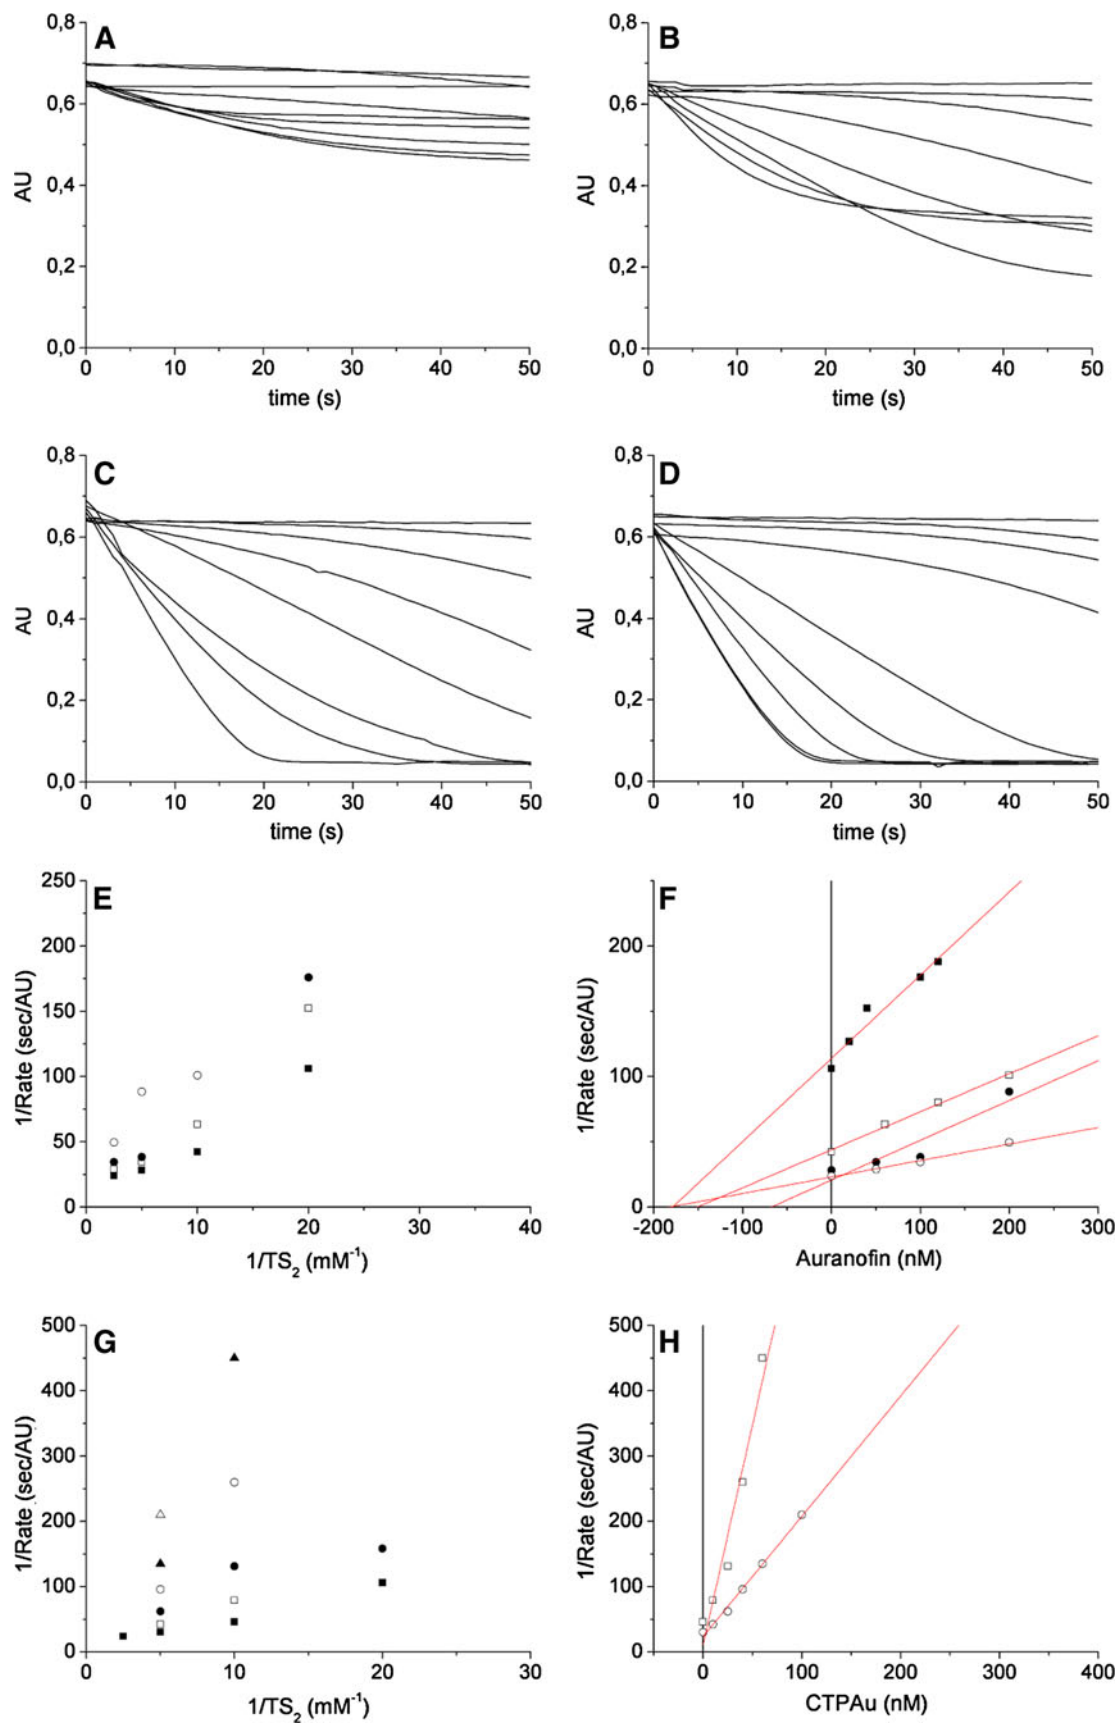 A
B
0,8
0,6
0,4
0,2
0,0
AU
0 10 20 30 40 50
time (s)
0,8
0,6
0,4
0,2
0,0
AU
0 10 20 30 40 50
time (s)
C
D
0,8
0,6
0,4
0,2
0,0
AU
0 10 20 30 40 50
time (s)
0,8
0,6
0,4
0,2
0,0
AU
0 10 20 30 40 50
time (s)
E
250
200
150
100
50
0
1/Rate (sec/AU)
0 10 20 30 40
1/TS₂ (mM⁻¹)
F
200
100
0
1/Rate (sec/AU)
-200 -100 0 100 200 300
Auranofin (nM)
G
500
450
400
350
300
250
200
150
100
50
0
1/Rate (sec/AU)
0 10 20 30
1/TS₂ (mM⁻¹)
H
500
400
300
200
100
0
1/Rate (sec/AU)
0 100 200 300 400
CTPAu (nM)